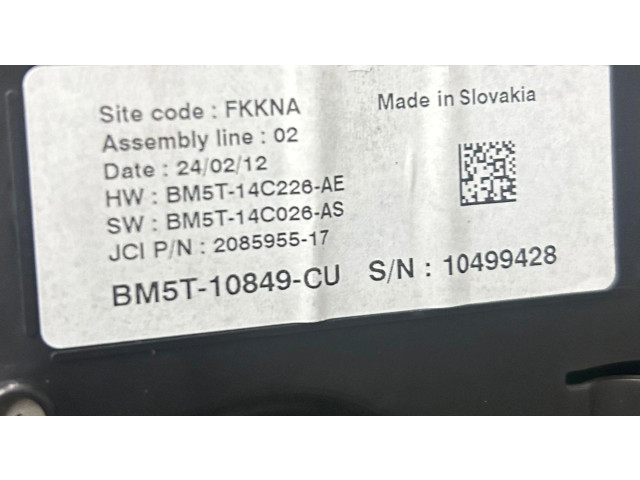 Site code : FKKNA
Made in Slovakia
Assembly line : 02
Date : 24/02/12
HW : BM5T-14C226-AE
SW : BM5T-14C026-AS
JCI P/N : 2085955-17
BM5T-10849-CU S/N : 10499428